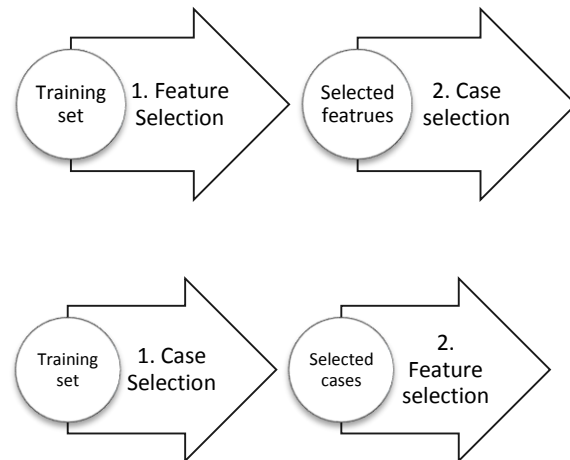 Training
set
1. Feature
Selection
Selected
featrues
2. Case
selection
Training
set
1. Case
Selection
Selected
cases
2.
Feature
selection